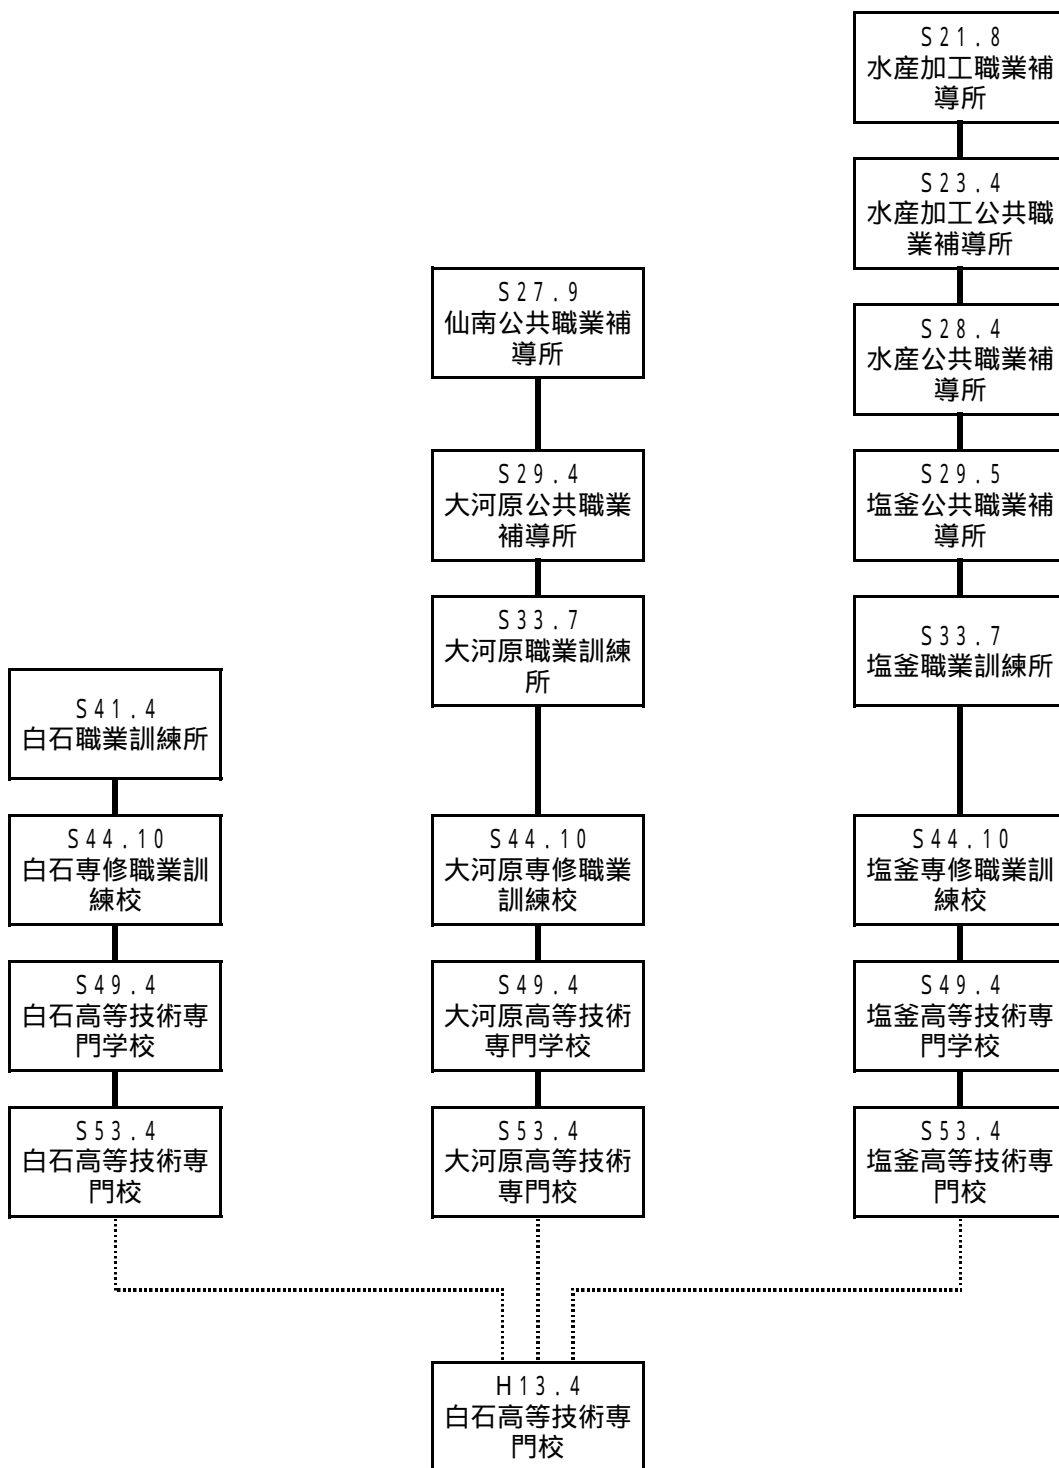 S21.8
水産加工職業補
導所
S23.4
水産加工公共職
業補導所
S27.9
仙南公共職業補
導所
S28.4
水産公共職業補
導所
S29.4
大河原公共職業
補導所
S29.5
塩釜公共職業補
導所
S33.7
大河原職業訓練
所
S33.7
塩釜職業訓練所
S41.4
白石職業訓練所
S44.10
白石専修職業訓
練校
S44.10
大河原専修職業
訓練校
S44.10
塩釜専修職業訓
練校
S49.4
白石高等技術専
門学校
S49.4
大河原高等技術
専門学校
S49.4
塩釜高等技術専
門学校
S53.4
白石高等技術専
門校
S53.4
大河原高等技術
専門校
S53.4
塩釜高等技術専
門校
H13.4
白石高等技術専
門校